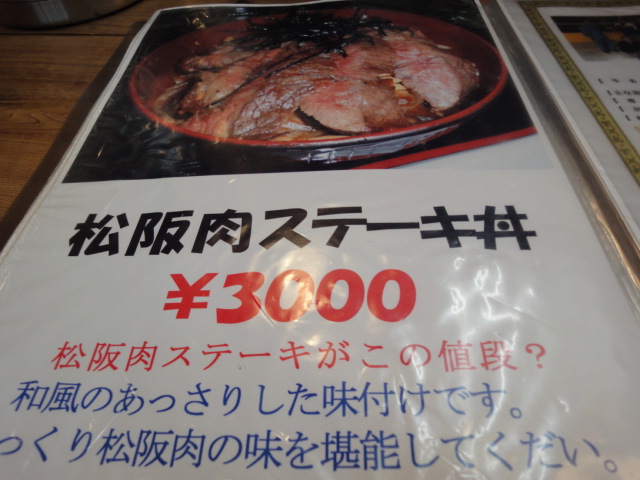 松阪肉ステーキ丼
¥3000
松阪肉ステーキがこの値段？
和風のあっさりした味付けです。
っくり松阪肉の味を堪能してくだい。